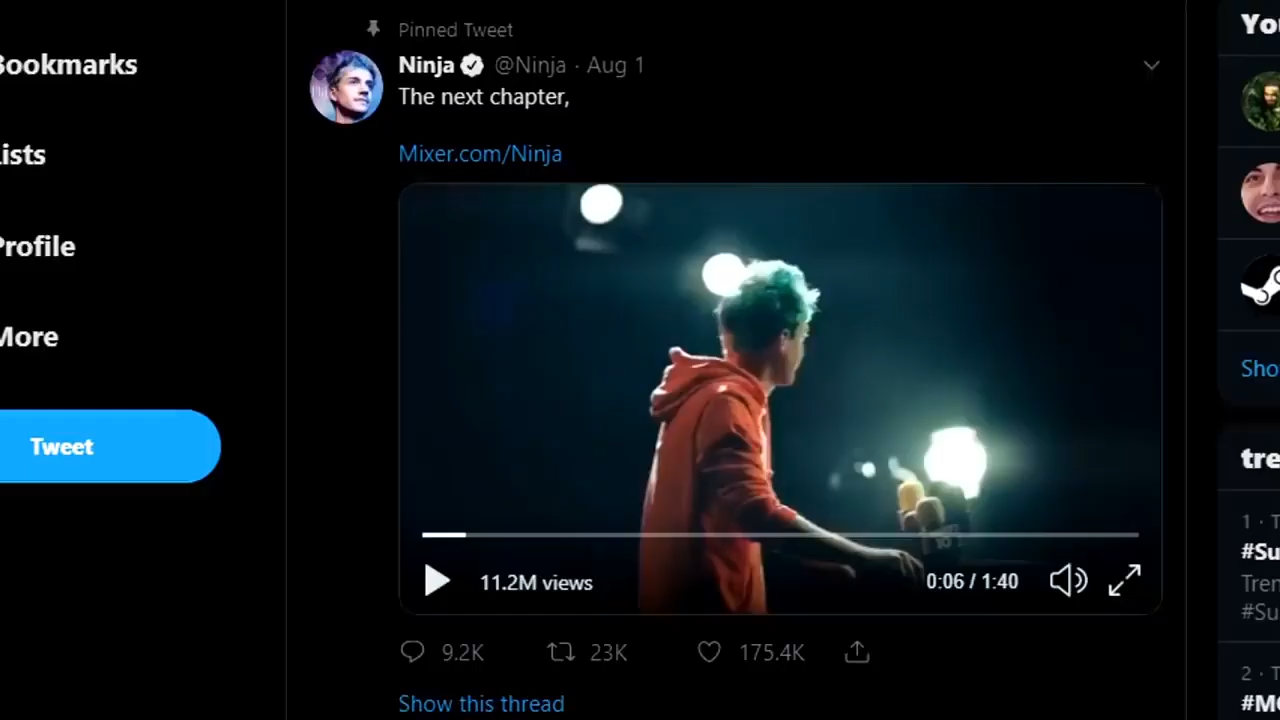 Bookmarks
Lists
Profile
More
Tweet
Pinned Tweet
Ninja @Ninja · Aug 1
The next chapter,
Mixer.com/Ninja
11.2M views
0:06 / 1:40
9.2K 23K 175.4K
Show this thread
You
Sho
tre
1 · T
#Su
Tren
#Su
2 · T